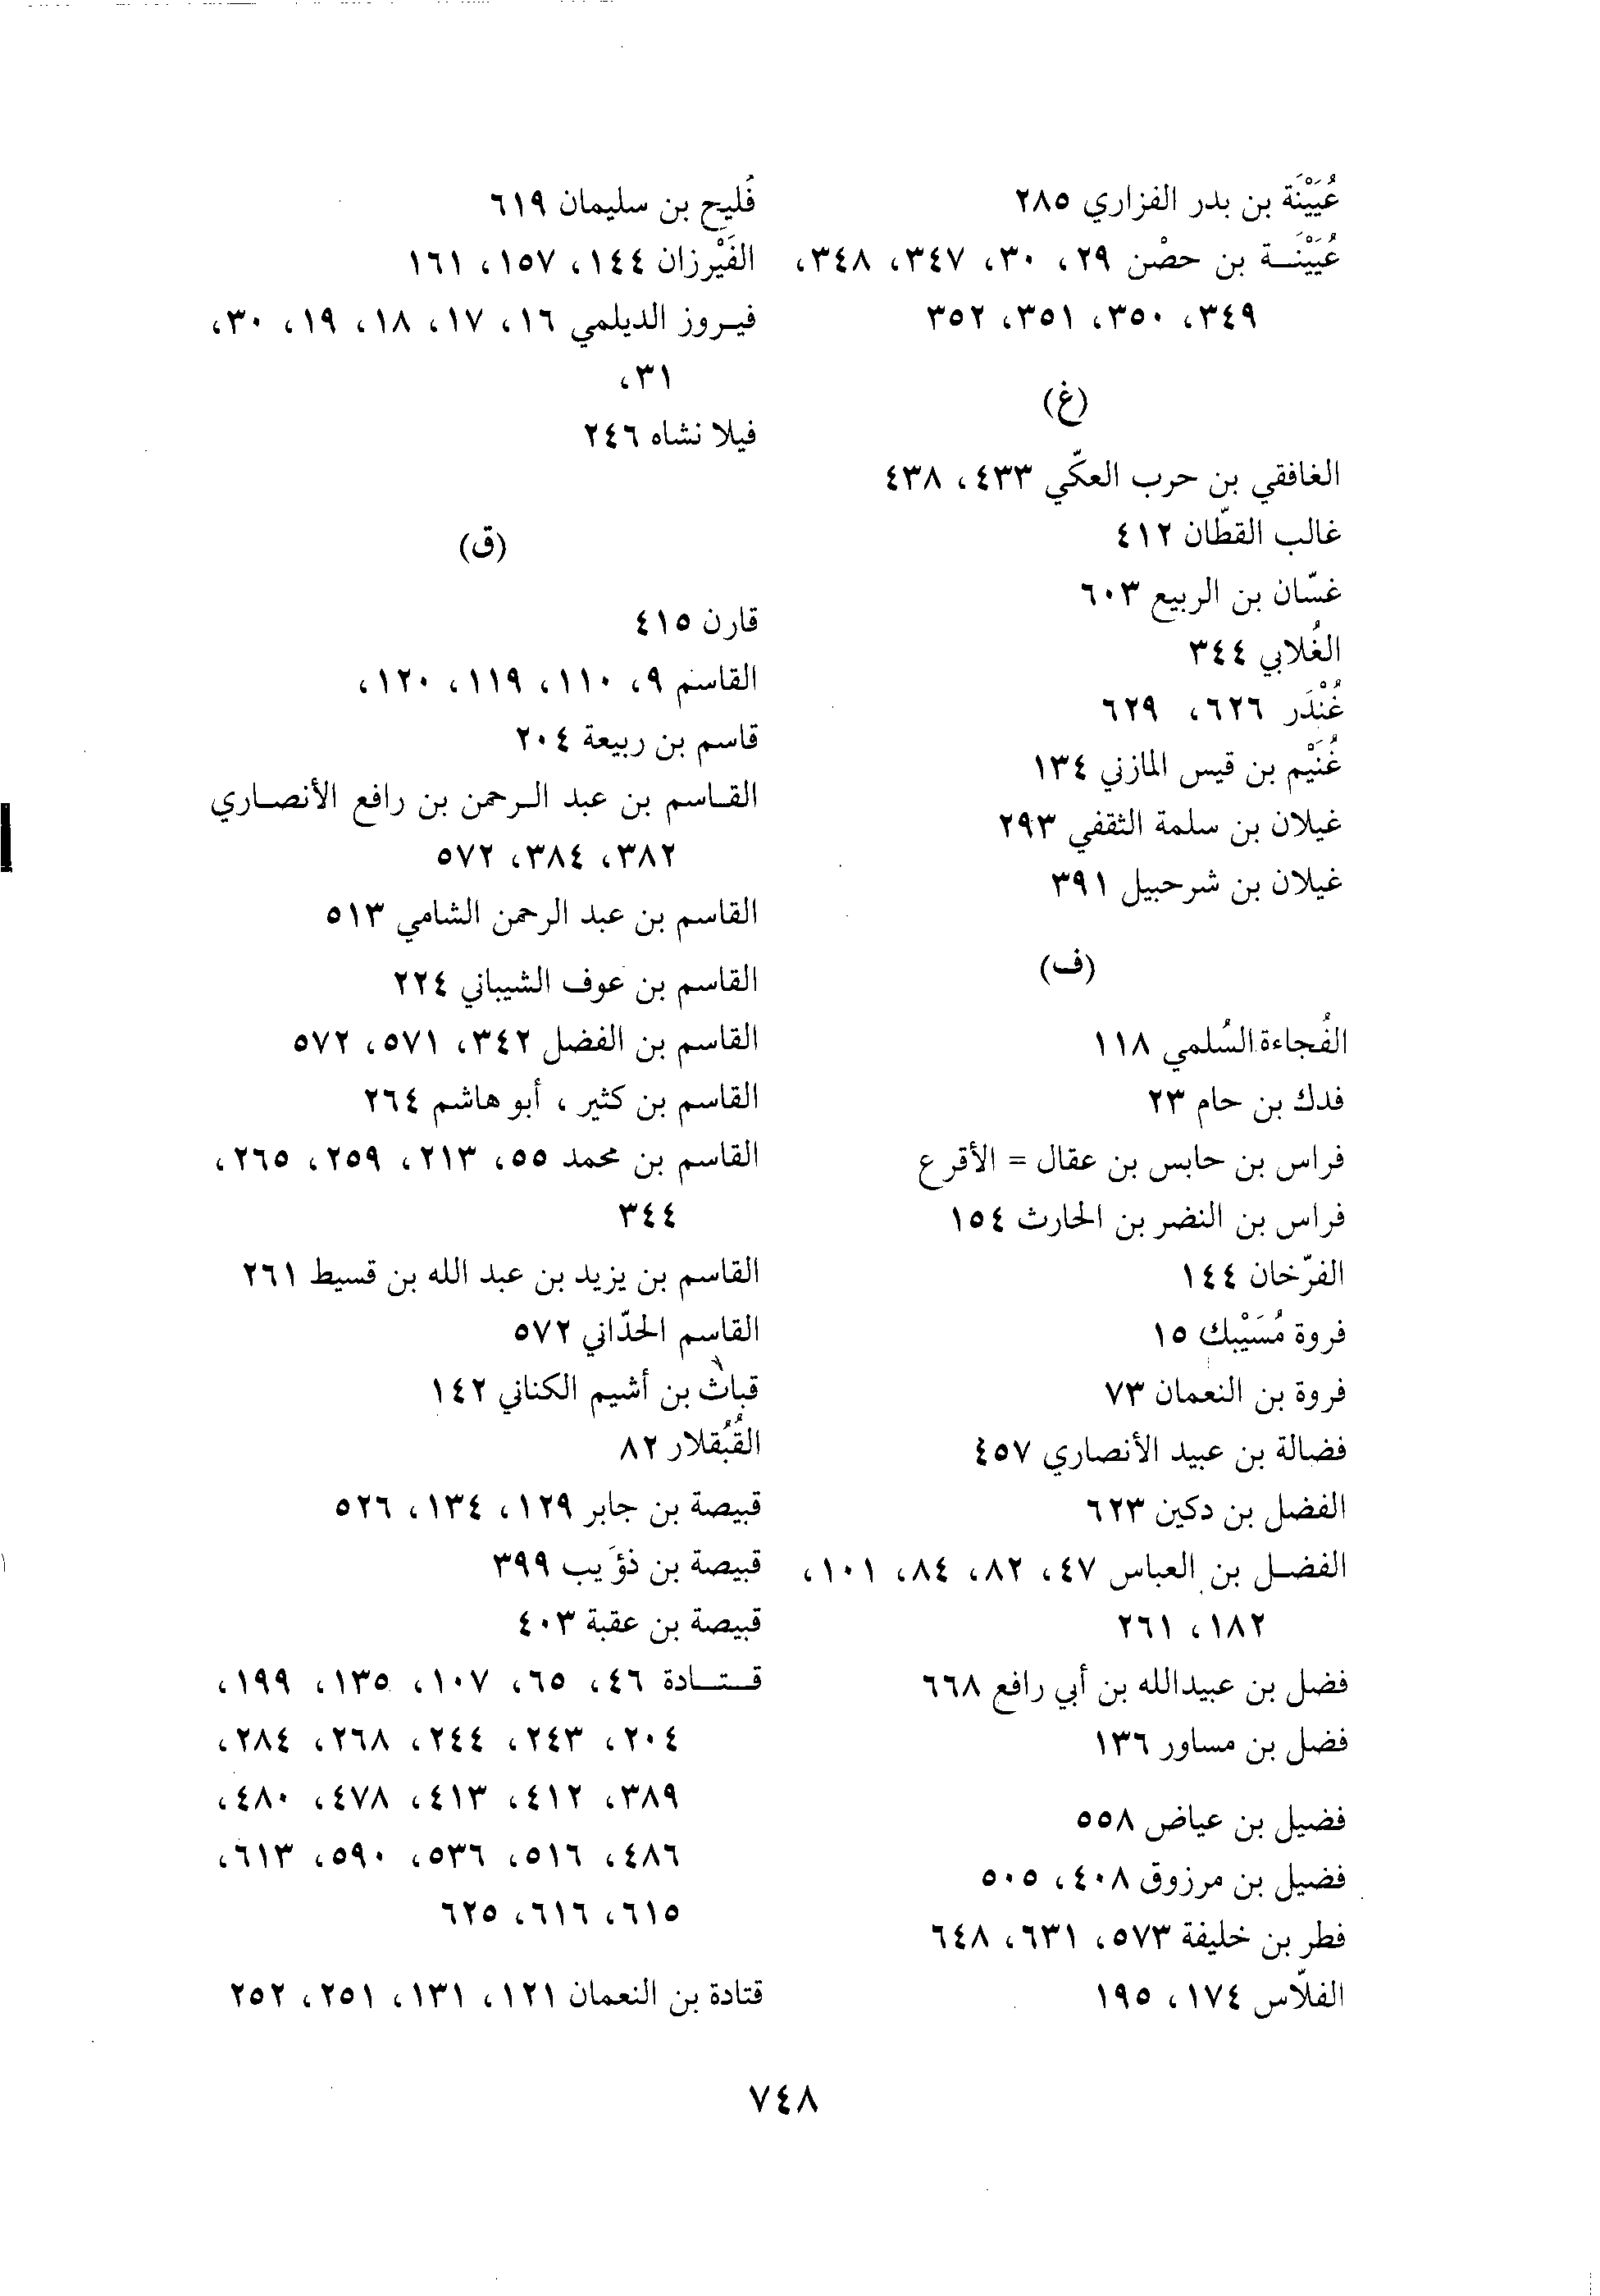 عُيَيْنَة بن بدر الفزاري ٢٨٥
عُيَيْنَـة بن حصْن ٢٩، ٣٠، ٣٤٧، ٣٤٨،
٣٤٩، ٣٥٠، ٣٥١، ٣٥٢
(غ)
الغافقي بن حرب العكّي ٤٣٣، ٤٣٨
غالب القطّان ٤١٢
غسّان بن الربيع ٦٠٣
الغُلابي ٣٤٤
غُنْدَر ٦٢٦، ٦٢٩
غُنَيْم بن قيس المازني ١٣٤
غيلان بن سلمة الثقفي ٢٩٣
غيلان بن شرحبيل ٣٩١
(ف)
الفُجاءة السُلمي ١١٨
فدك بن حام ٢٣
فراس بن حابس بن عقال = الأقرع
فراس بن النضر بن الحارث ١٥٤
الفرّخان ١٤٤
فروة مُسَيْبك ١٥
فروة بن النعمان ٧٣
فضالة بن عبيد الأنصاري ٤٥٧
الفضل بن دكين ٦٢٣
الفضـل بن العباس ٤٧، ٨٢، ٨٤، ١٠١،
١٨٢، ٢٦١
فضل بن عبيدالله بن أبي رافع ٦٦٨
فضل بن مساور ١٣٦
فضيل بن عياض ٥٥٨
فضيل بن مرزوق ٤٠٨، ٥٠٥
فطر بن خليفة ٥٧٣، ٦٣١، ٦٤٨
الفلّاس ١٧٤، ١٩٥
فُليح بن سليمان ٦١٩
الفَيْرزان ١٤٤، ١٥٧، ١٦١
فيـروز الديلمي ١٦، ١٧، ١٨، ١٩، ٣٠،
٣١،
فيلا نشاه ٢٤٦
(ق)
قارن ٤١٥
القاسم ٩، ١١٠، ١١٩، ١٢٠،
قاسم بن ربيعة ٢٠٤
القـاسم بن عبد الـرحمن بن رافع الأنصـاري
٣٨٢، ٣٨٤، ٥٧٢
القاسم بن عبد الرحمن الشامي ٥١٣
القاسم بن عوف الشيباني ٢٢٤
القاسم بن الفضل ٣٤٢، ٥٧١، ٥٧٢
القاسم بن كثير ، أبو هاشم ٢٦٤
القاسم بن محمد ٥٥، ٢١٣، ٢٥٩، ٢٦٥،
٣٤٤
القاسم بن يزيد بن عبد الله بن قسيط ٢٦١
القاسم الحدّاني ٥٧٢
قباث بن أشيم الكناني ١٤٢
القُبُقلار ٨٢
قبيصة بن جابر ١٢٩، ١٣٤، ٥٢٦
قبيصة بن ذؤَيب ٣٩٩
قبيصة بن عقبة ٤٠٣
قـتـادة ٤٦، ٦٥، ١٠٧، ١٣٥، ١٩٩،
٢٠٤، ٢٤٣، ٢٤٤، ٢٦٨، ٢٨٤،
٣٨٩، ٤١٢، ٤١٣، ٤٧٨، ٤٨٠،
٤٨٦، ٥١٦، ٥٣٦، ٥٩٠، ٦١٣،
٦١٥، ٦١٦، ٦٢٥
قتادة بن النعمان ١٢١، ١٣١، ٢٥١، ٢٥٢
٧٤٨